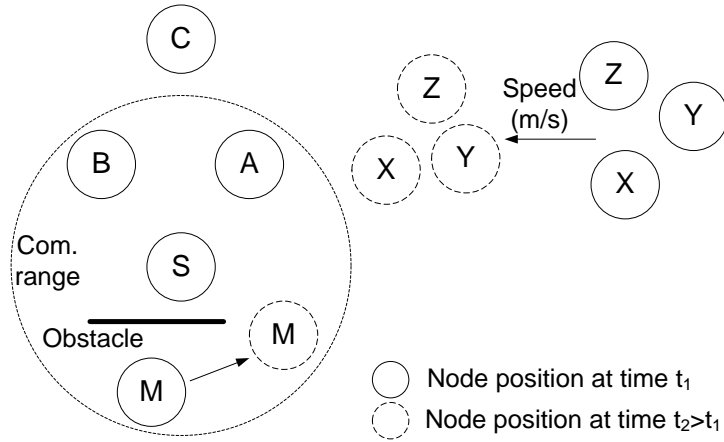 C
Z
Speed
(m/s)
Z
Y
B
A
X
Y
X
Com.
range
S
Obstacle
M
M
Node position at time t₁
Node position at time t₂>t₁